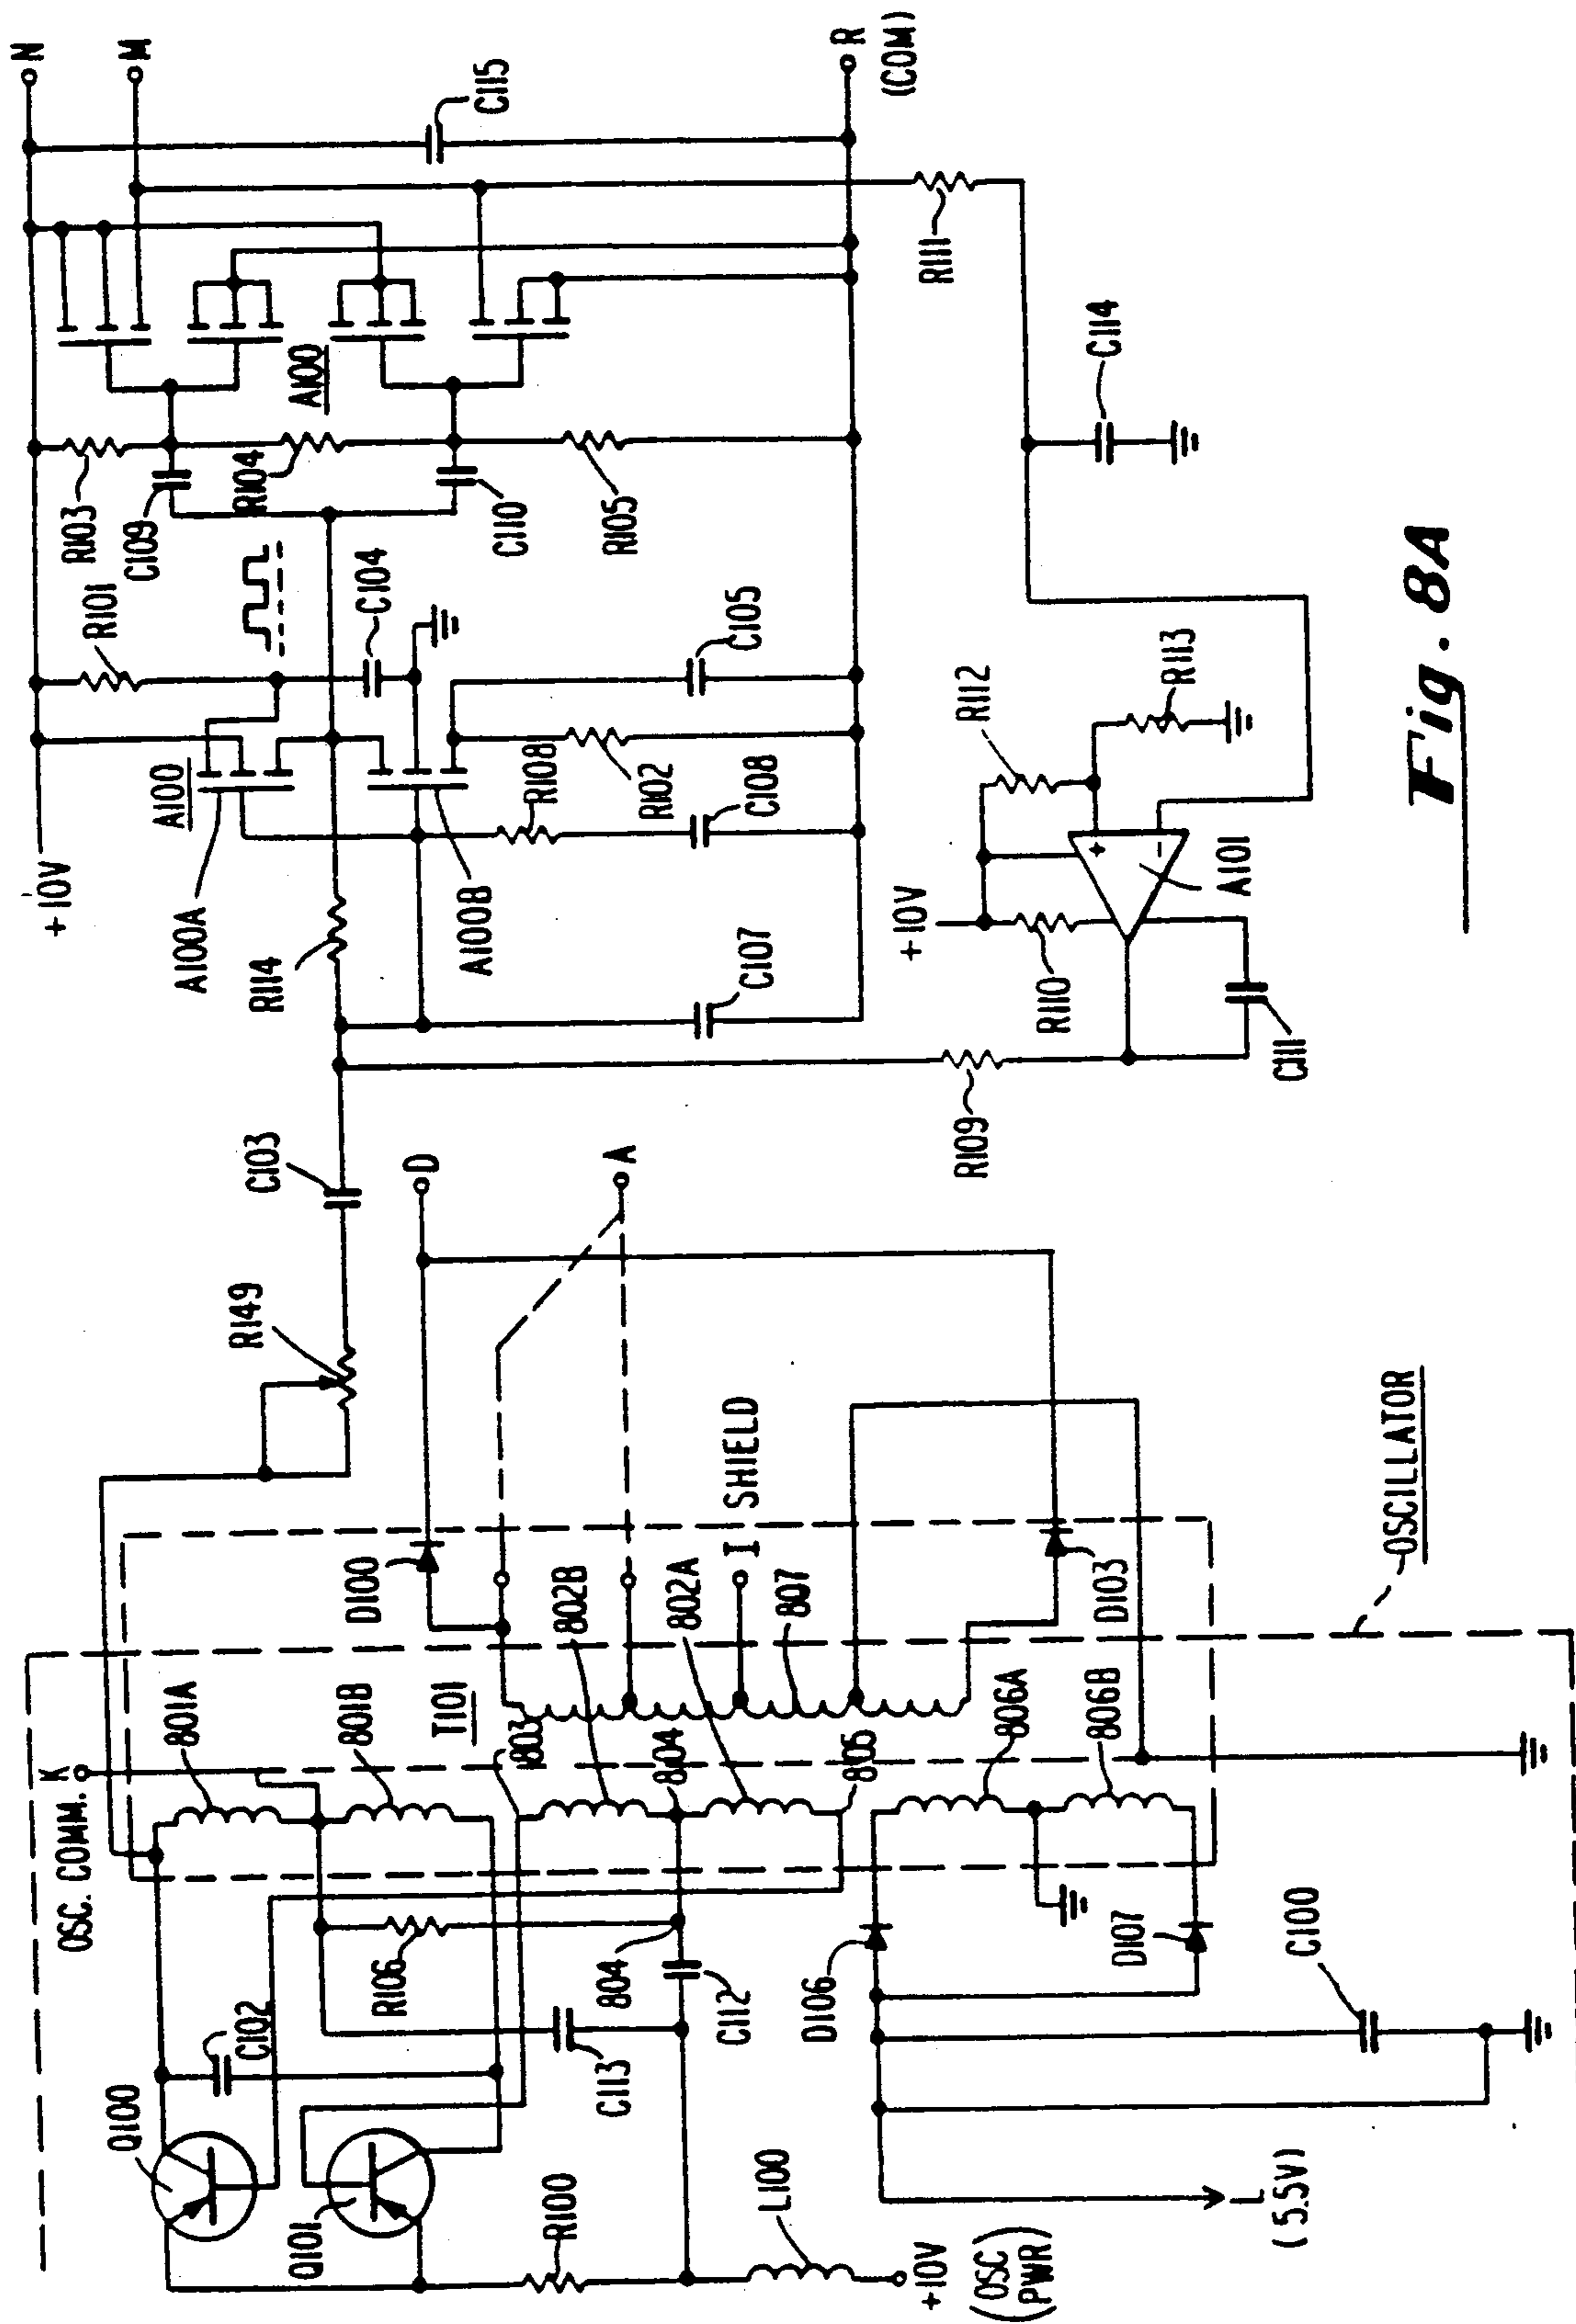 N
M
C115
R
(COM)
R111
C114
A100
R103
C109
R104
C110
R105
R101
C104
C105
R112
R113
+10V
A100
A100A
R108
R102
C108
A100B
R114
C107
+10V
R110
+
−
A101
C111
R109
C103
D
A
R149
SHIELD
I
OSCILLATOR
D100
802B
802A
807
D103
K
OSC. COMM.
801A
801B
T101
803
804
805
806A
806B
R106
804
C112
D106
D107
C100
C102
C113
Q100
Q101
R100
L100
+10V
(OSC PWR)
L
(5.5V)
Fig. 8A